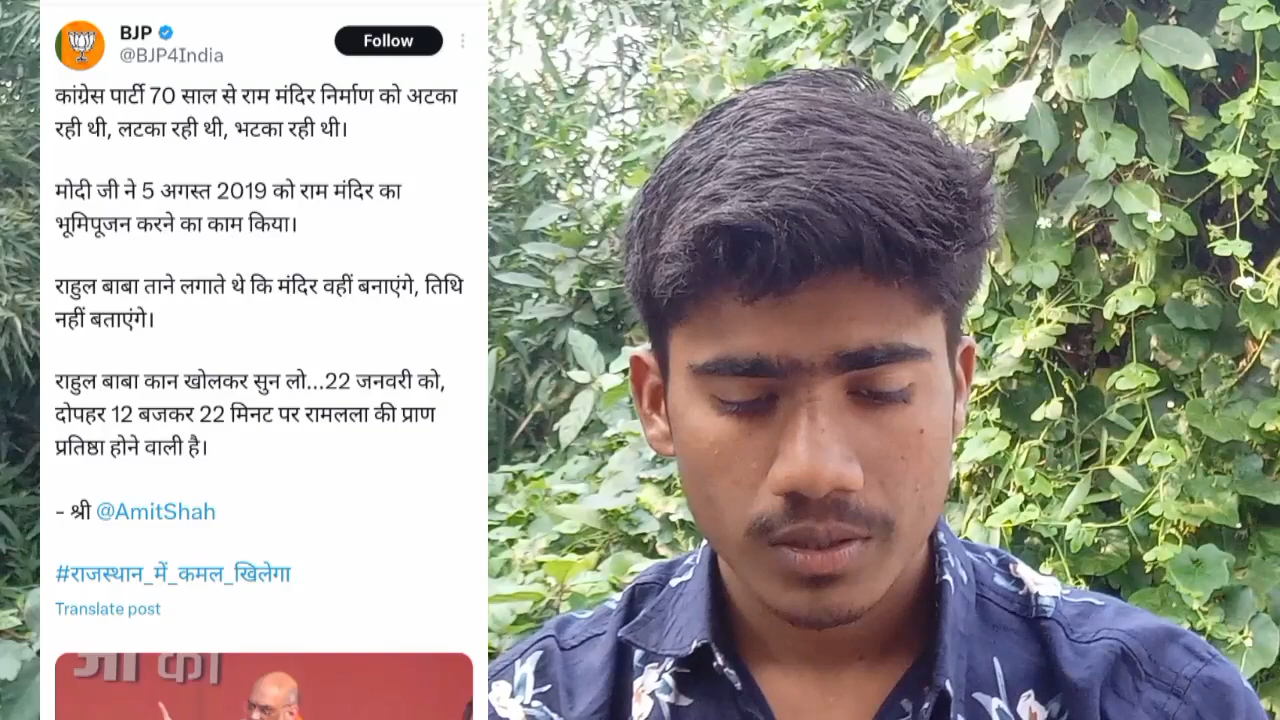 BJP
@BJP4India
Follow
कांग्रेस पार्टी 70 साल से राम मंदिर निर्माण को अटका
रही थी, लटका रही थी, भटका रही थी।
मोदी जी ने 5 अगस्त 2019 को राम मंदिर का
भूमिपूजन करने का काम किया।
राहुल बाबा ताने लगाते थे कि मंदिर वहीं बनाएंगे, तिथि
नहीं बताएंगे।
राहुल बाबा कान खोलकर सुन लो...22 जनवरी को,
दोपहर 12 बजकर 22 मिनट पर रामलला की प्राण
प्रतिष्ठा होने वाली है।
- श्री @AmitShah
#राजस्थान_में_कमल_खिलेगा
Translate post